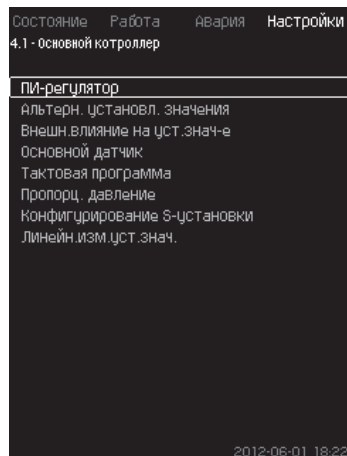 Состояние Работа Авария Настройки
4.1 - Основной котроллер
ПИ-регулятор
Альтерн. установл. значения
Внешн.влияние на уст.знач-е
Основной датчик
Тактовая программа
Пропорц. давление
Конфигурирование S-установки
Линейн.изм.уст.знач.
2012-06-01 18:22